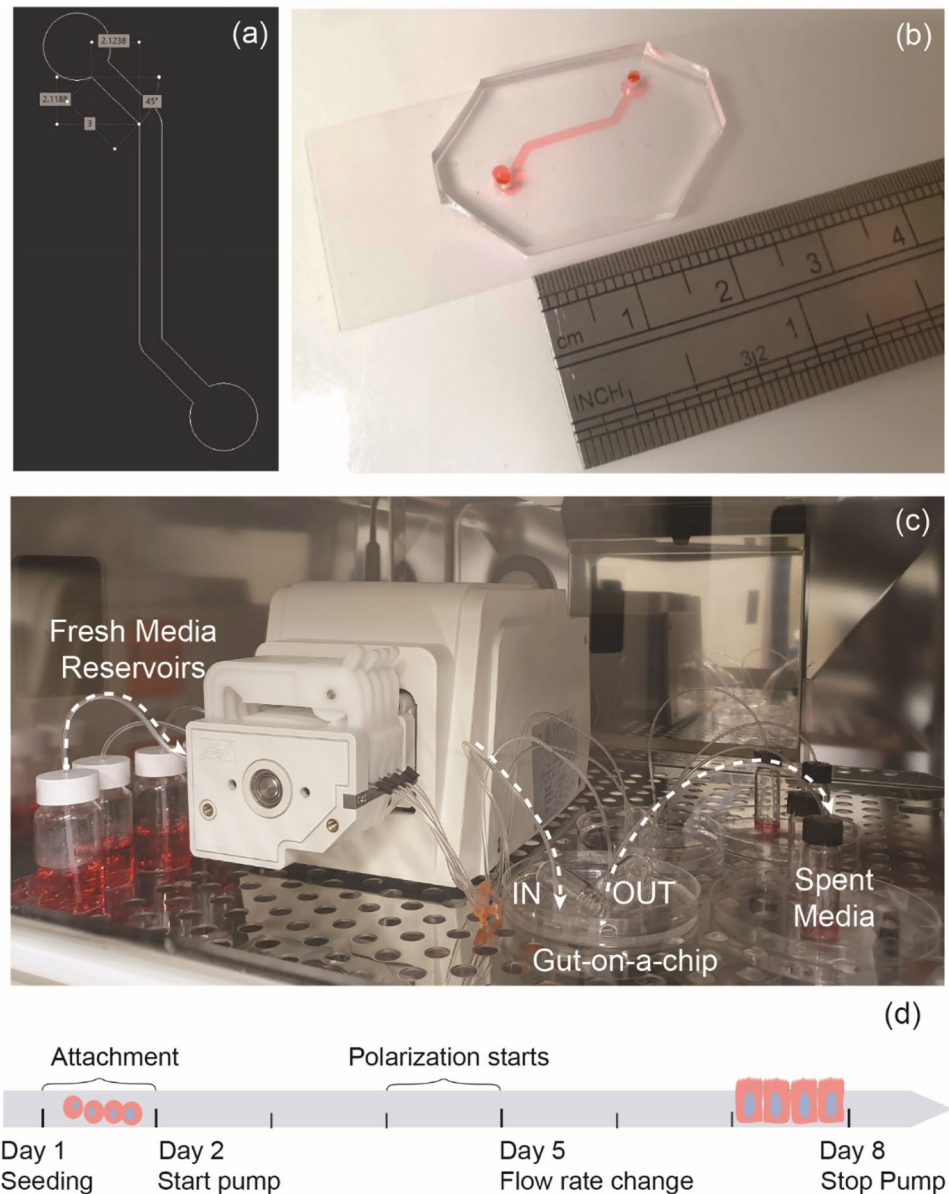 (a)
2.1238
45°
3
(b)
cm 1 2 3 4
INCH 1
32
(c)
Fresh Media
Reservoirs
IN
OUT
Spent
Media
Gut-on-a-chip
(d)
Attachment
Polarization starts
Day 1
Seeding
Day 2
Start pump
Day 5
Flow rate change
Day 8
Stop Pump